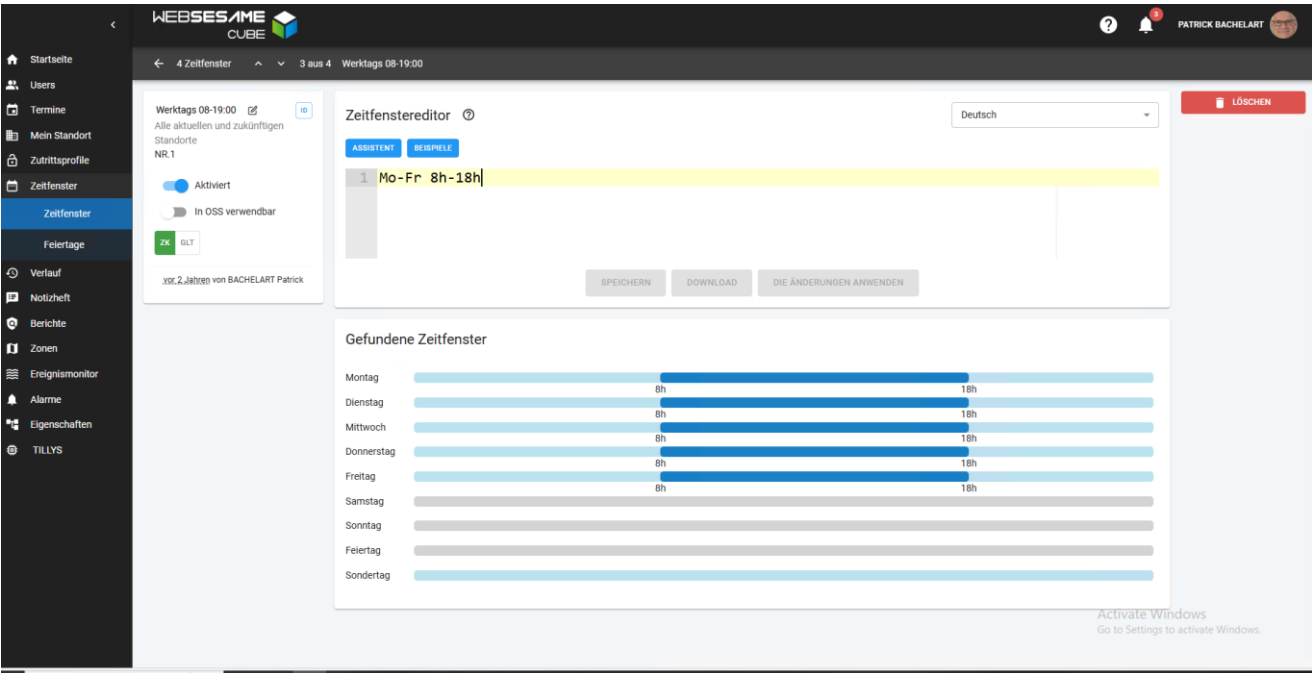 WEBSESAME
CUBE
3
PATRICK BACHELART
Startseite
Users
Termine
Mein Standort
Zutrittsprofile
Zeitfenster
Zeitfenster
Feiertage
Verlauf
Notizheft
Berichte
Zonen
Ereignismonitor
Alarme
Eigenschaften
TILLYS
4 Zeitfenster 3 aus 4 Werktags 08-19:00
Werktags 08-19:00 ID
Alle aktuellen und zukünftigen
Standorte
NR.1
Aktiviert
In OSS verwendbar
ZK GLT
vor 2 Jahren von BACHELART Patrick
Zeitfenstereditor
Deutsch
ASSISTENT BEISPIELE
1 Mo-Fr 8h-18h
SPEICHERN DOWNLOAD DIE ÄNDERUNGEN ANWENDEN
LÖSCHEN
Gefundene Zeitfenster
Montag
8h 18h
Dienstag
8h 18h
Mittwoch
8h 18h
Donnerstag
8h 18h
Freitag
8h 18h
Samstag
Sonntag
Feiertag
Sondertag
Activate Windows
Go to Settings to activate Windows.